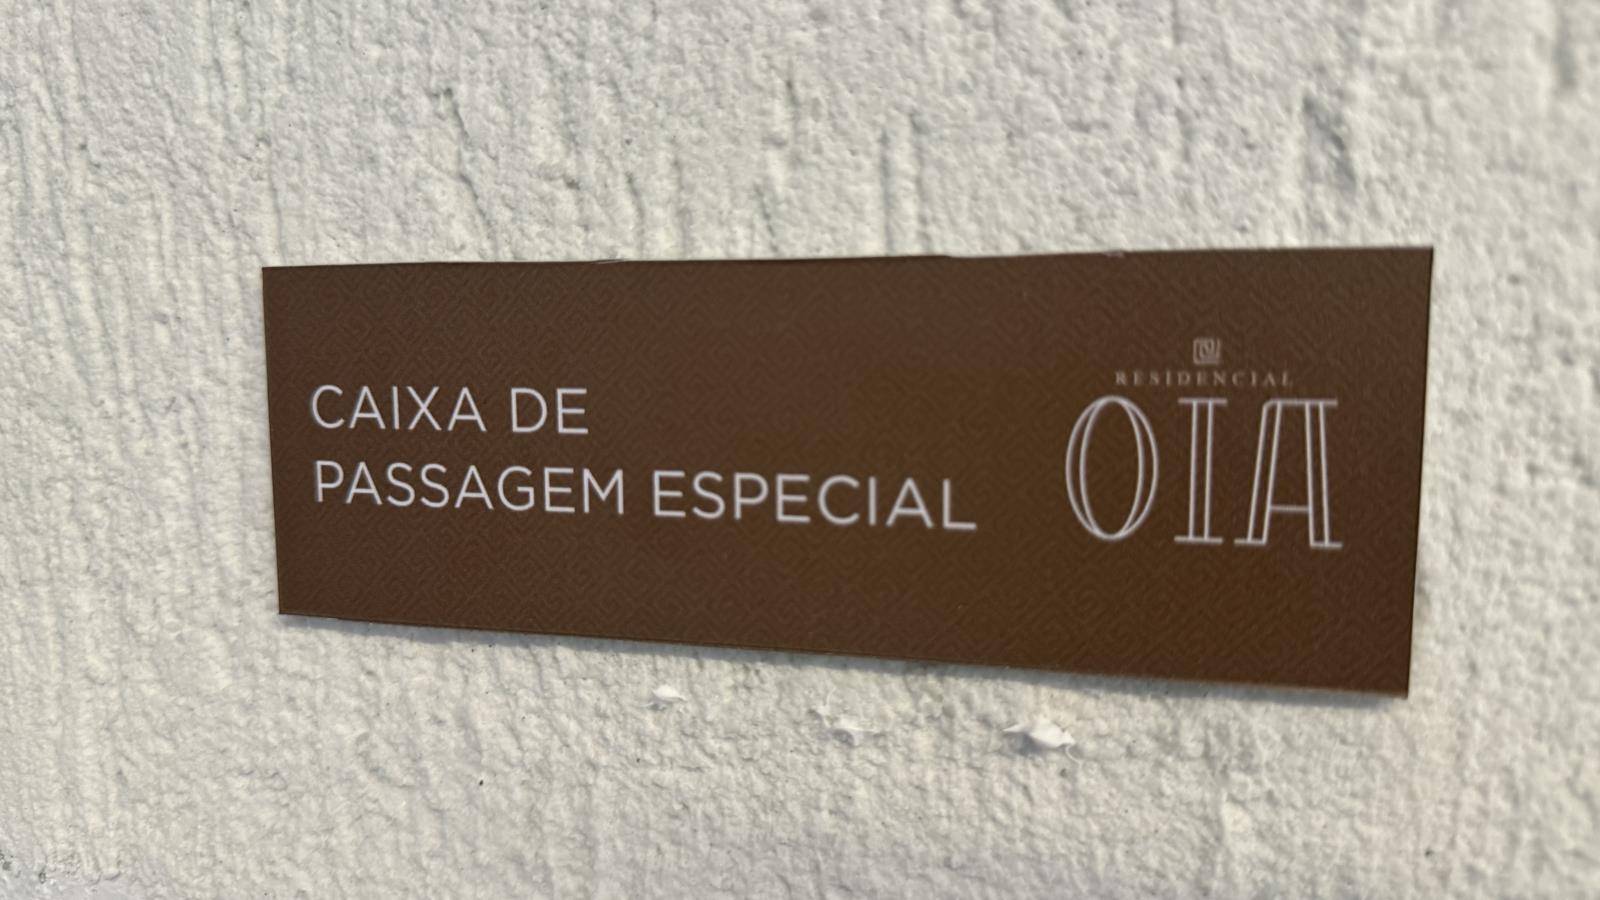 CAIXA DE
PASSAGEM ESPECIAL
RESIDENCIAL
OIA